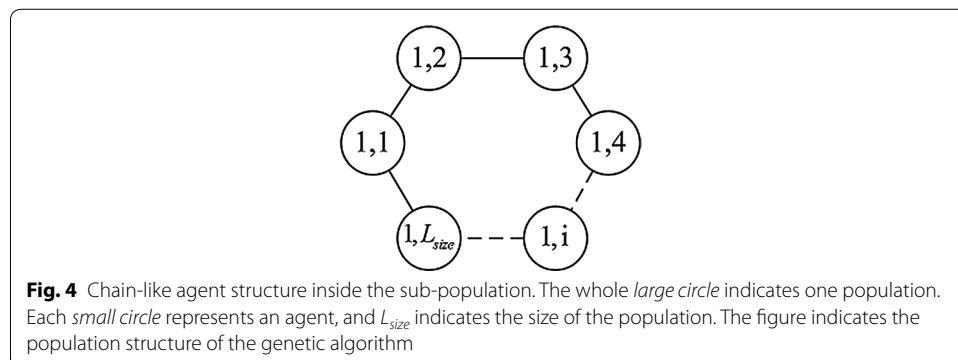 1,2
1,3
1,1
1,4
1,L_size
1,i
Fig. 4 Chain-like agent structure inside the sub-population. The whole large circle indicates one population.
Each small circle represents an agent, and L_size indicates the size of the population. The figure indicates the
population structure of the genetic algorithm